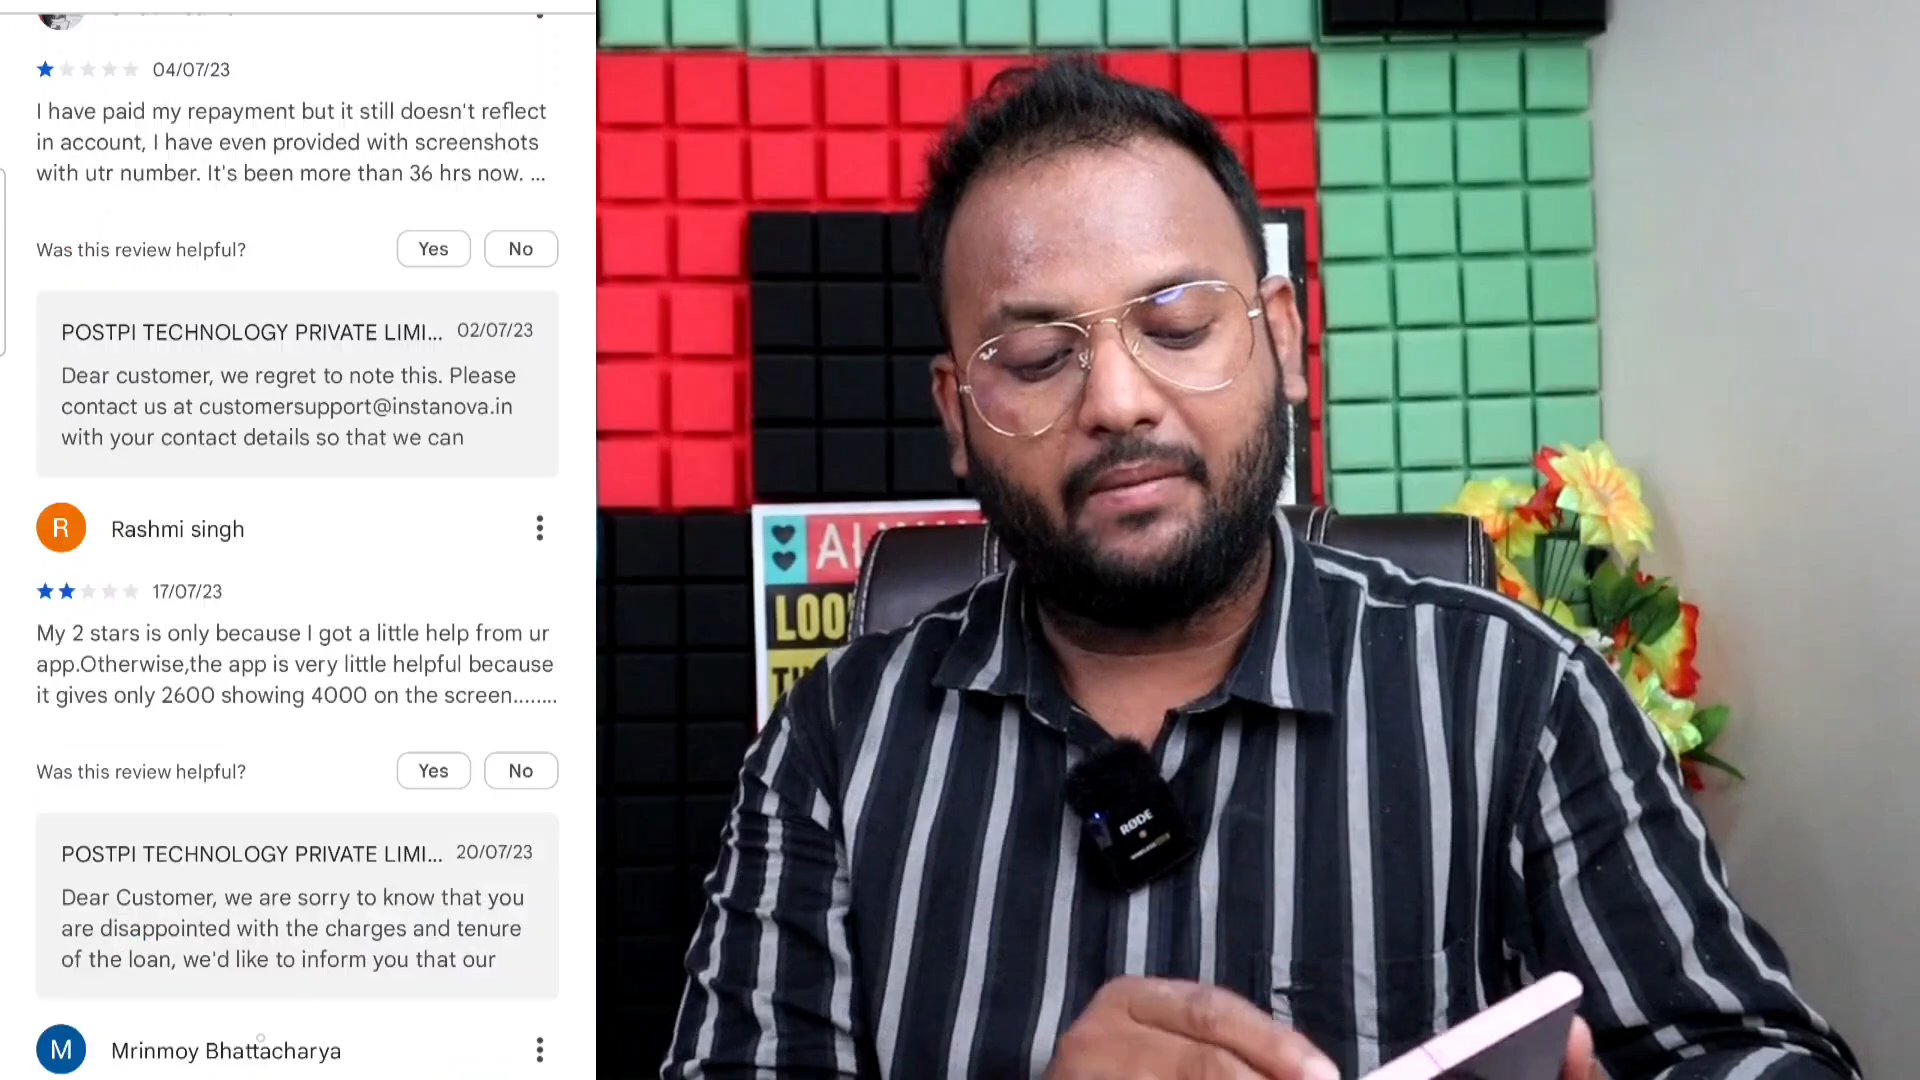 04/07/23
I have paid my repayment but it still doesn't reflect
in account, I have even provided with screenshots
with utr number. It's been more than 36 hrs now. ...
Was this review helpful?
Yes
No
POSTPI TECHNOLOGY PRIVATE LIMI...
02/07/23
Dear customer, we regret to note this. Please
contact us at customersupport@instanova.in
with your contact details so that we can
R
Rashmi singh
17/07/23
My 2 stars is only because I got a little help from ur
app.Otherwise,the app is very little helpful because
it gives only 2600 showing 4000 on the screen........
Was this review helpful?
Yes
No
POSTPI TECHNOLOGY PRIVATE LIMI...
20/07/23
Dear Customer, we are sorry to know that you
are disappointed with the charges and tenure
of the loan, we'd like to inform you that our
M
Mrinmoy Bhattacharya
Ray-Ban
RØDE